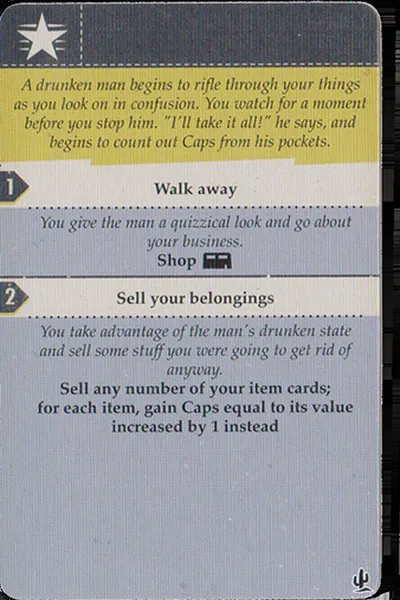 A drunken man begins to rifle through your things
as you look on in confusion. You watch for a moment
before you stop him. "I'll take it all!" he says, and
begins to count out Caps from his pockets.
1
Walk away
You give the man a quizzical look and go about
your business.
Shop
2
Sell your belongings
You take advantage of the man's drunken state
and sell some stuff you were going to get rid of
anyway.
Sell any number of your item cards;
for each item, gain Caps equal to its value
increased by 1 instead